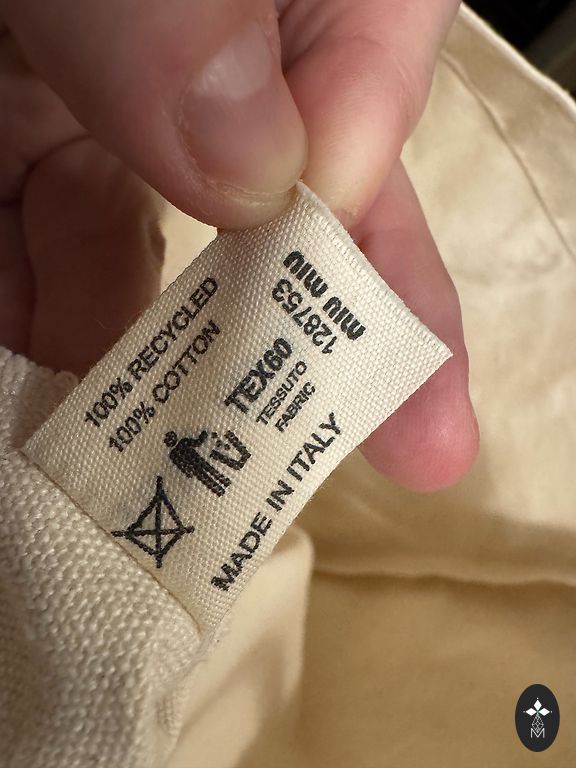 miu miu
128753
TEX60
TESSUTO
FABRIC
100% RECYCLED
100% COTTON
MADE IN ITALY
M